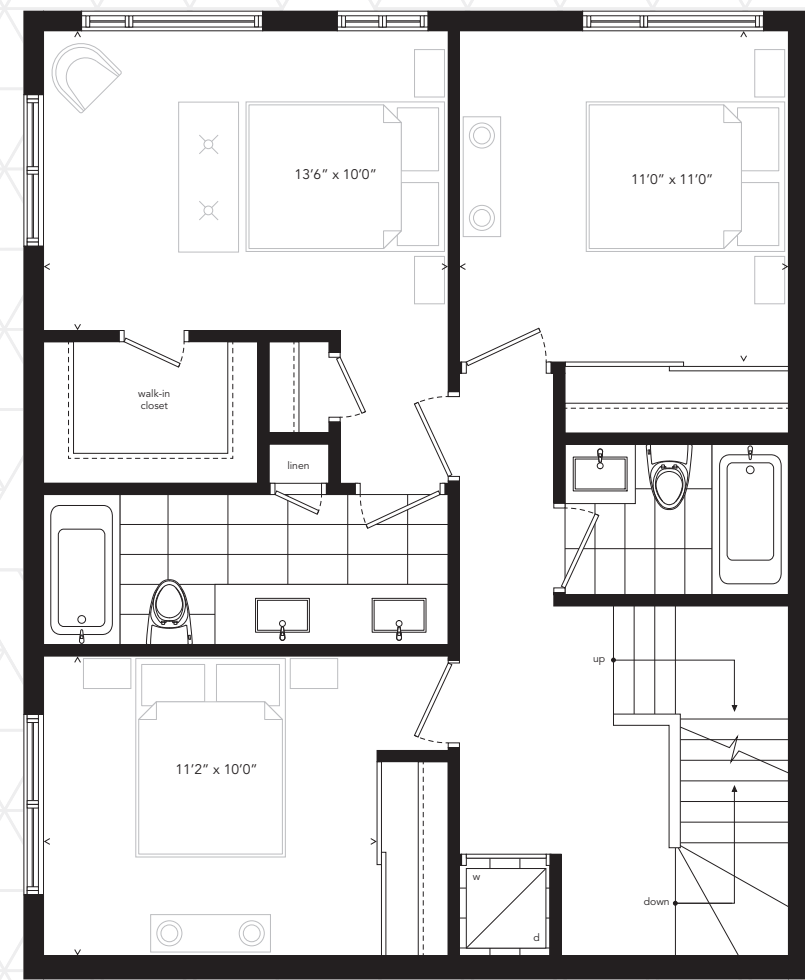 13’6” x 10’0”
11’0” x 11’0”
walk-in
closet
linen
up
11’2” x 10’0”
w
d
down